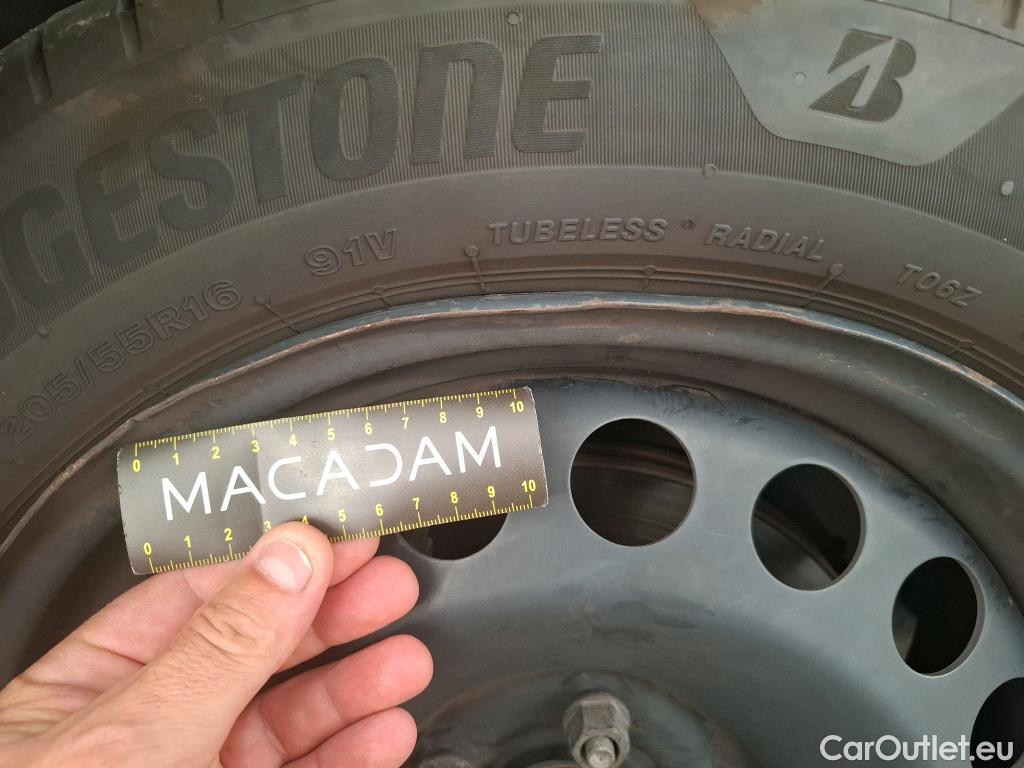 GESTONE
B
205/55R16 91V TUBELESS RADIAL T06Z
0 1 2 3 4 5 6 7 8 9 10
MACADAM
0 1 2 3 4 5 6 7 8 9 10
CarOutlet.eu